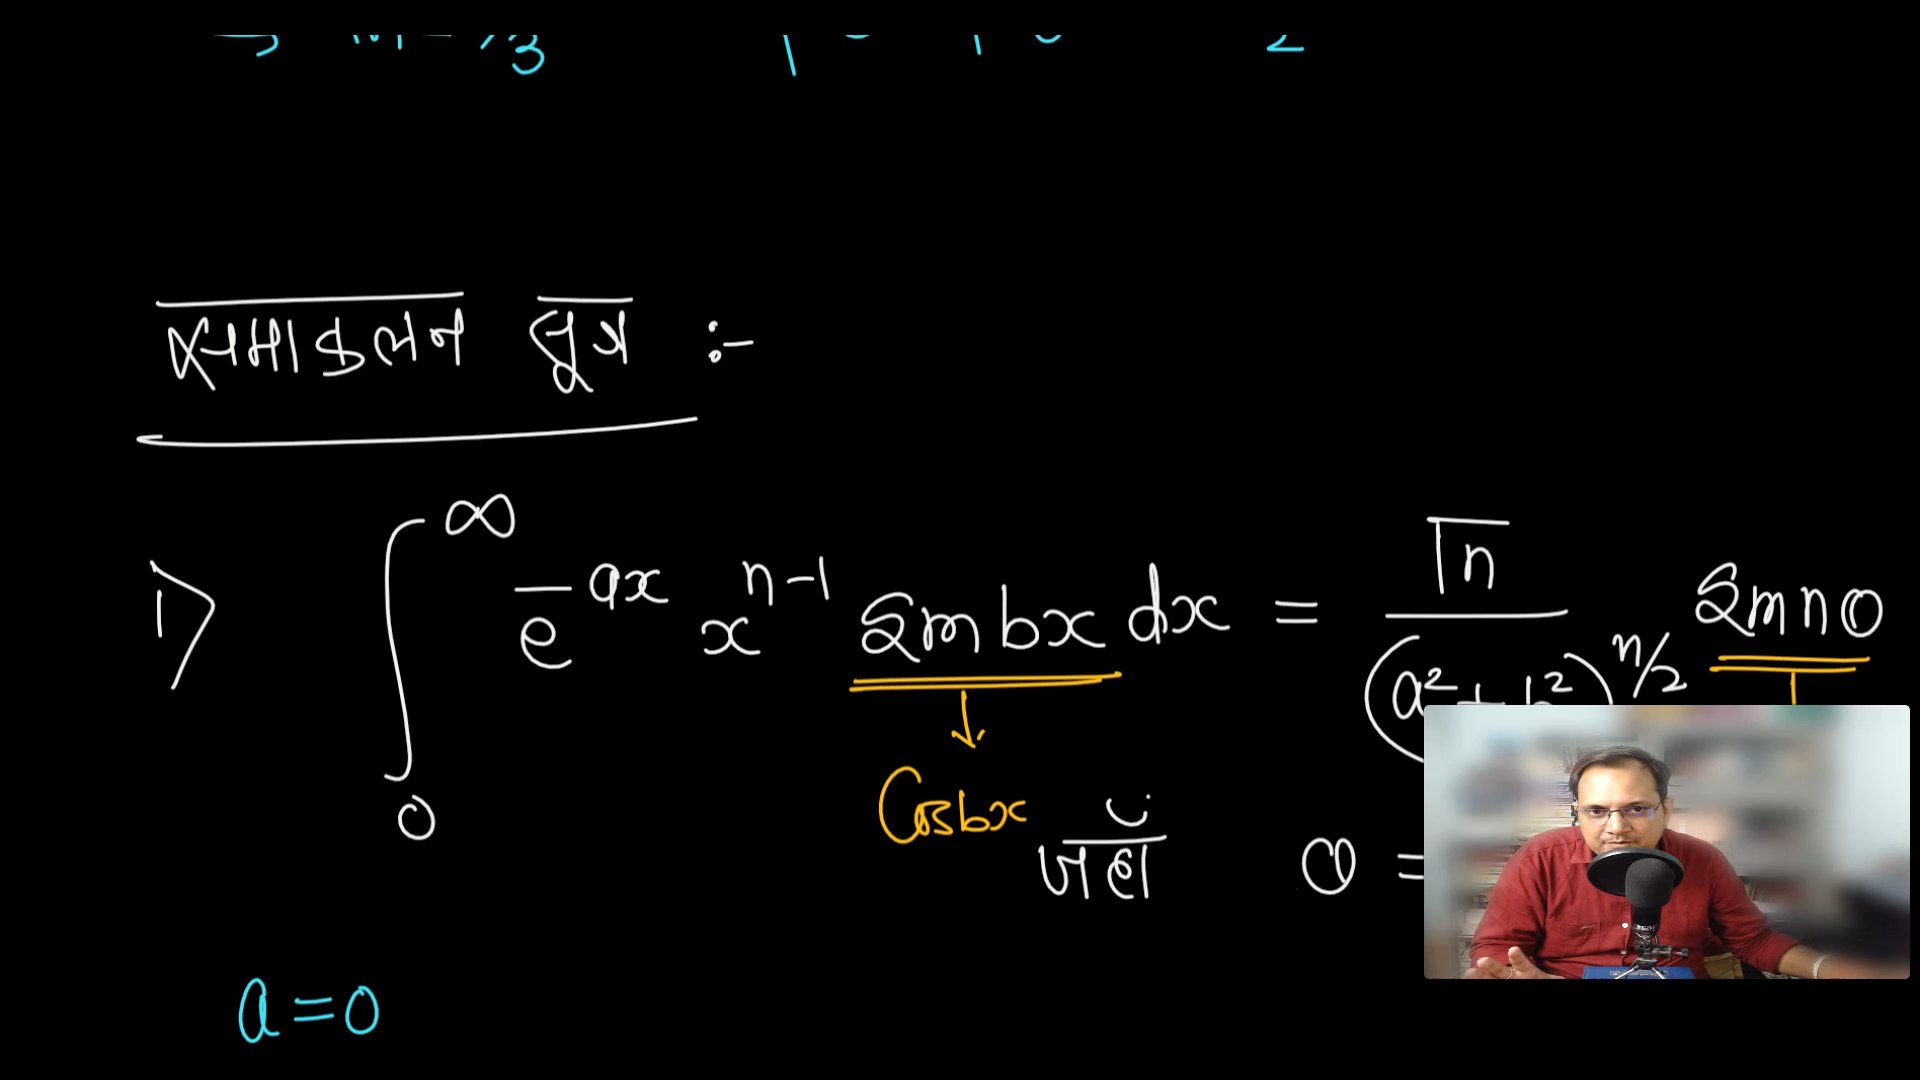 समाकलन सूत्र :-
1> ∫₀^∞ e^-ax x^n-1 Sin bx dx = Γn / (a² + b²)^n/2 Sin nθ
↓
Cos bx
जहाँ θ =
a = 0